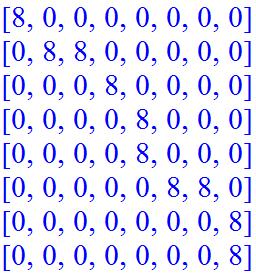 [8, 0, 0, 0, 0, 0, 0, 0]
[0, 8, 8, 0, 0, 0, 0, 0]
[0, 0, 0, 8, 0, 0, 0, 0]
[0, 0, 0, 0, 8, 0, 0, 0]
[0, 0, 0, 0, 8, 0, 0, 0]
[0, 0, 0, 0, 0, 8, 8, 0]
[0, 0, 0, 0, 0, 0, 0, 8]
[0, 0, 0, 0, 0, 0, 0, 8]